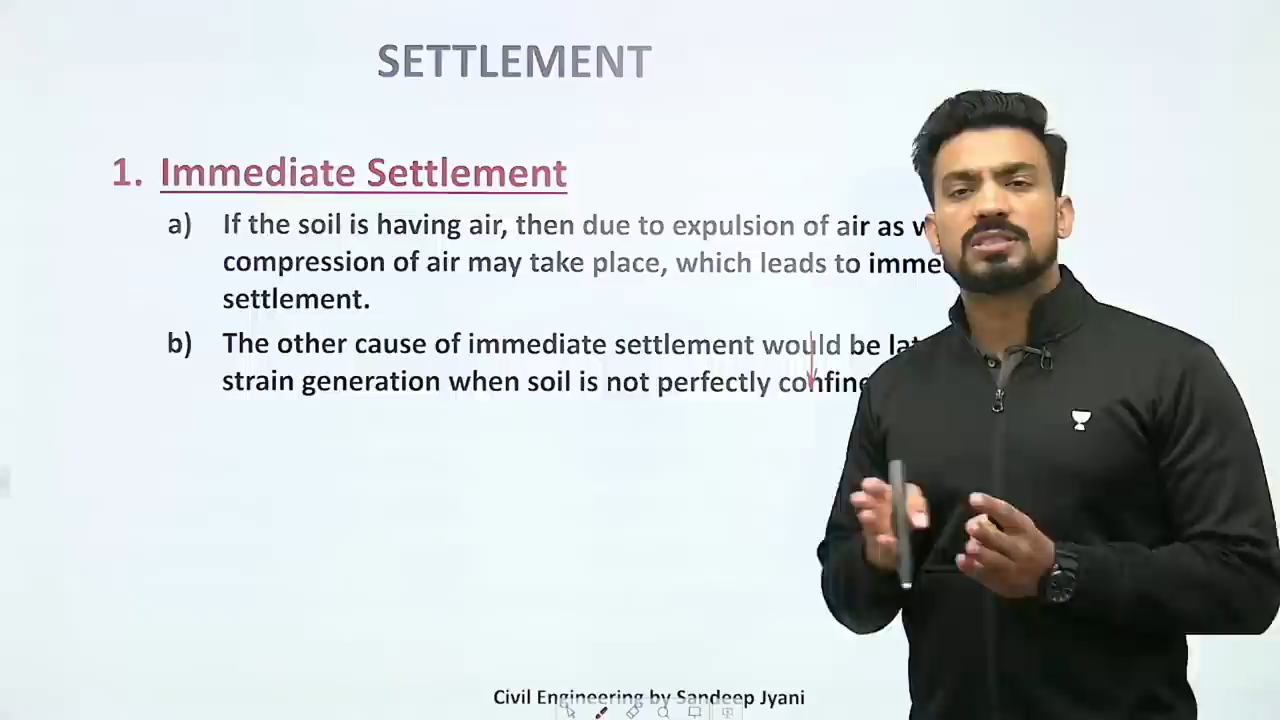 SETTLEMENT
1. Immediate Settlement
a) If the soil is having air, then due to expulsion of air as
compression of air may take place, which leads to
settlement.
b) The other cause of immediate settlement would be
strain generation when soil is not perfectly
Civil Engineering by Sandeep Jyani